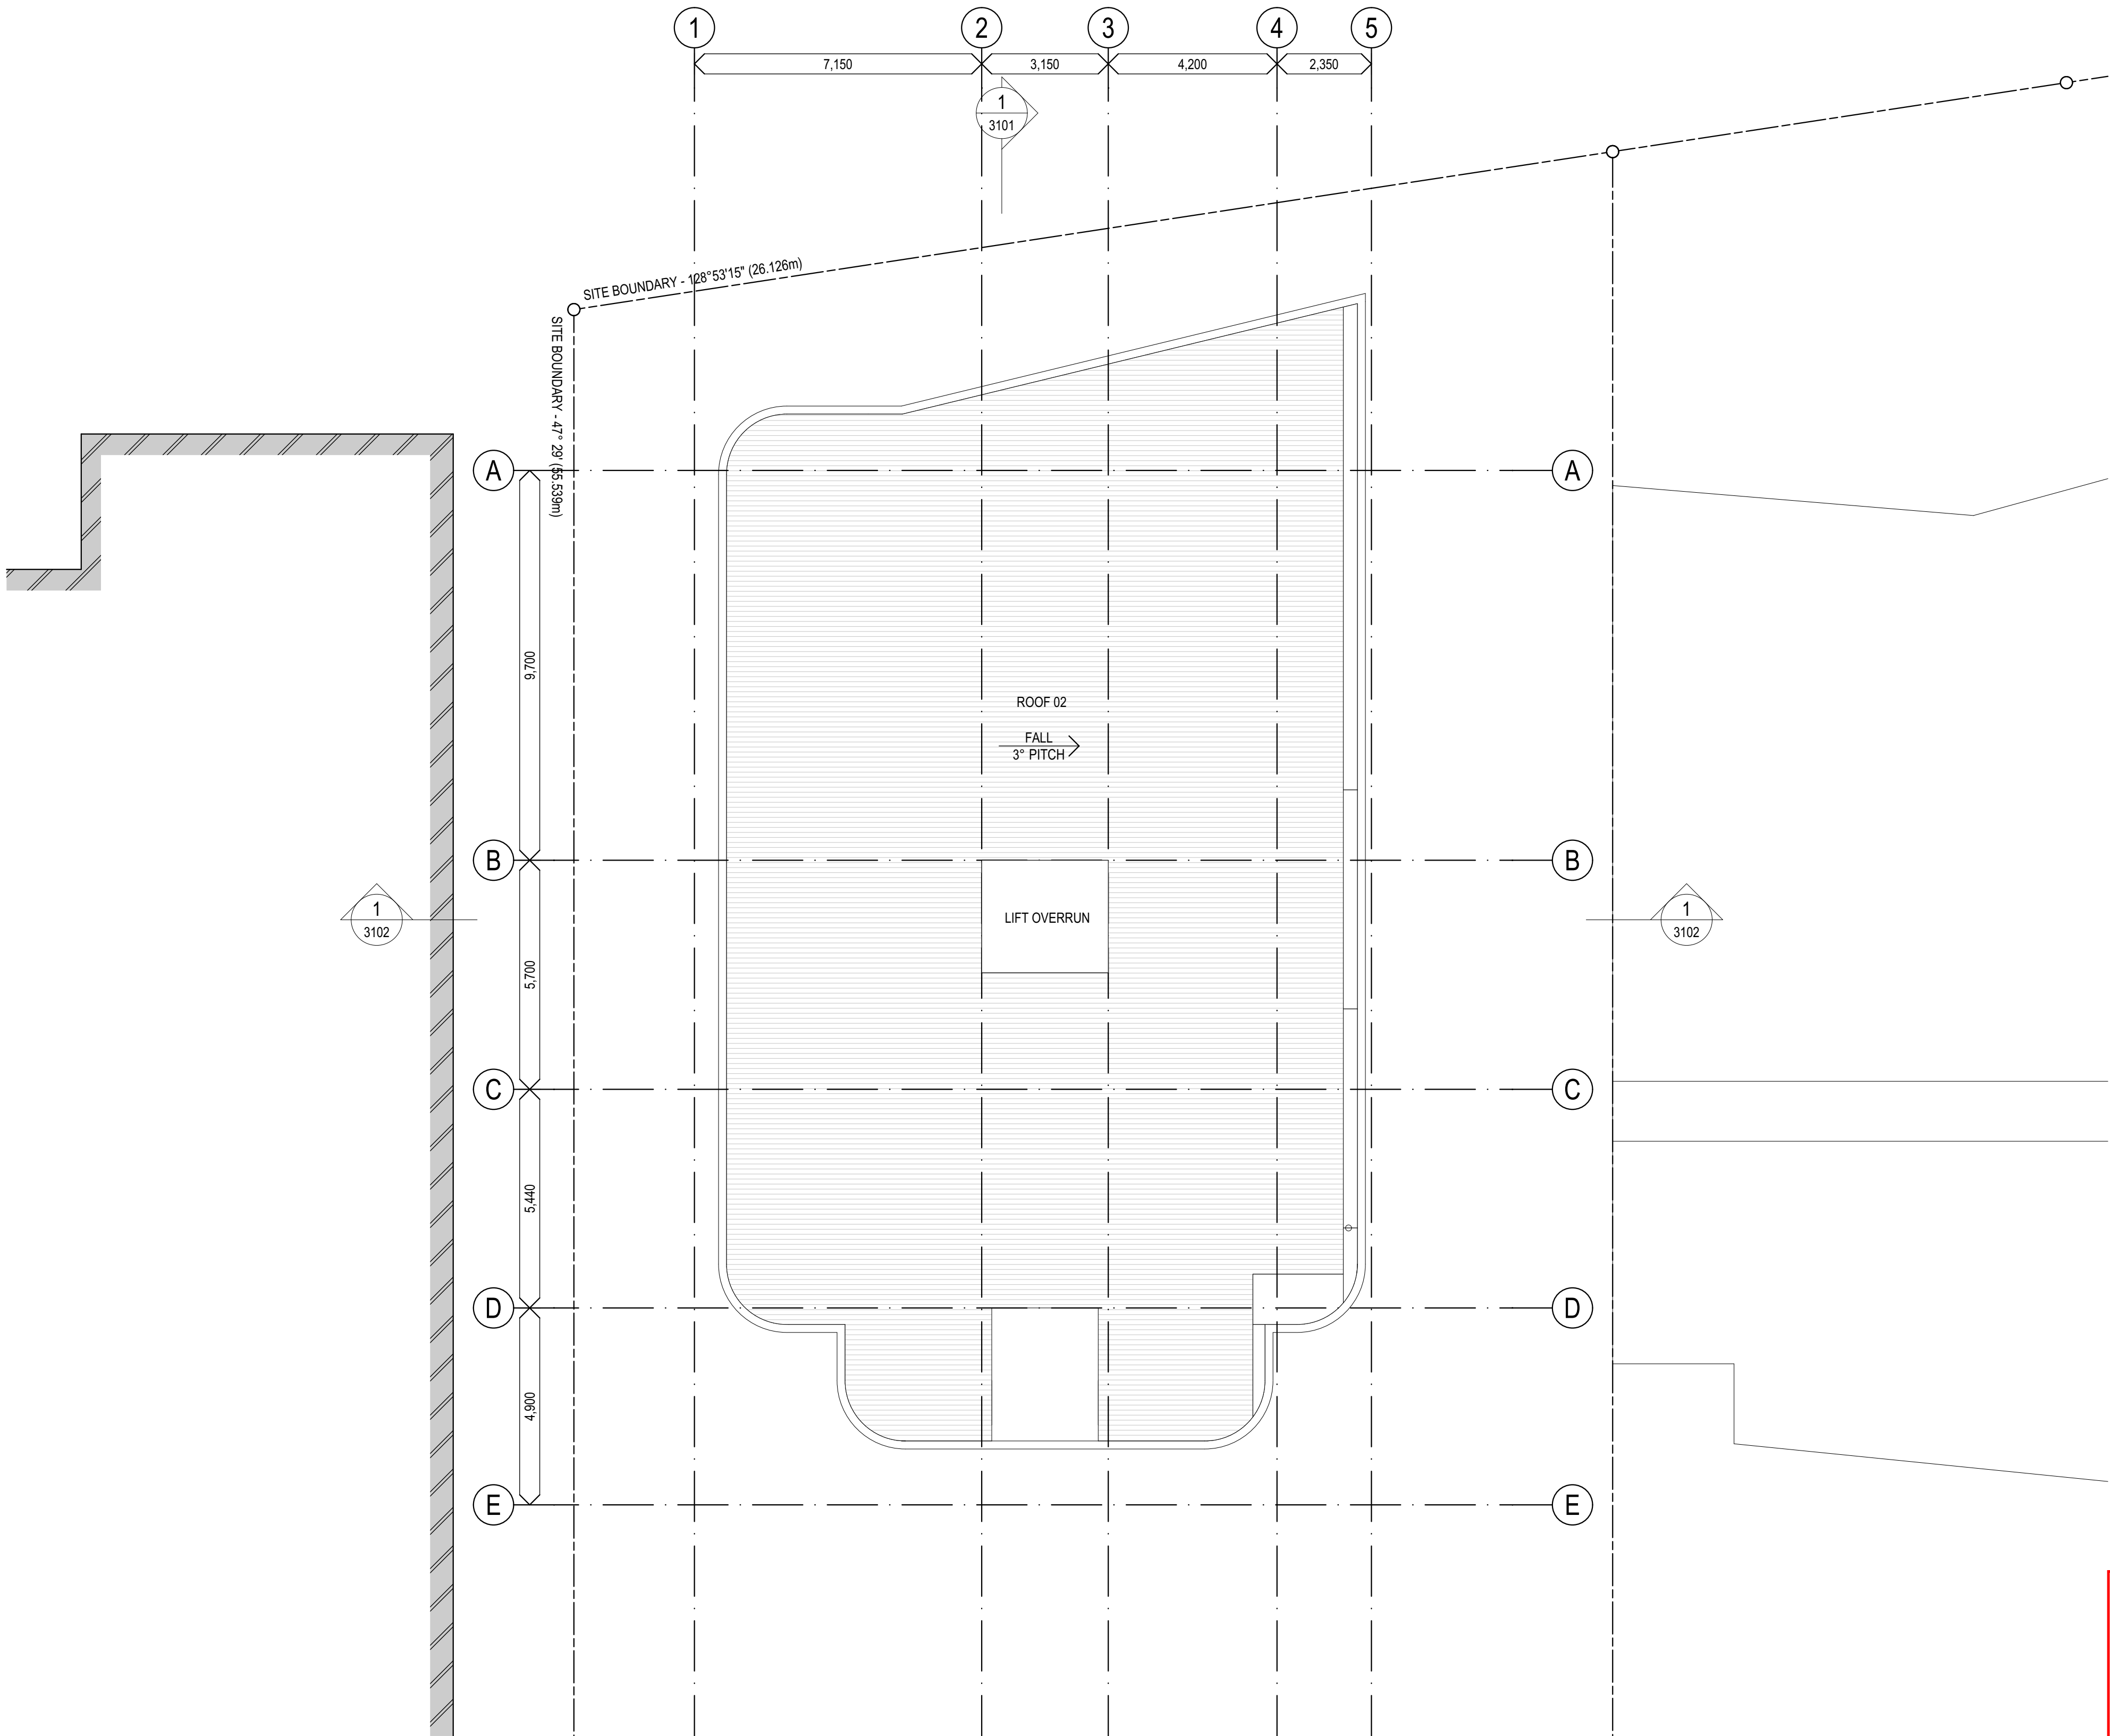 1
2
3
4
5
7,150
3,150
4,200
2,350
1
3101
SITE BOUNDARY - 128°53'15" (26.126m)
SITE BOUNDARY - 47° 29' (55.539m)
A
A
9,700
ROOF 02
FALL
3° PITCH
B
B
1
3102
LIFT OVERRUN
1
3102
5,700
C
C
5,440
D
D
4,900
E
E